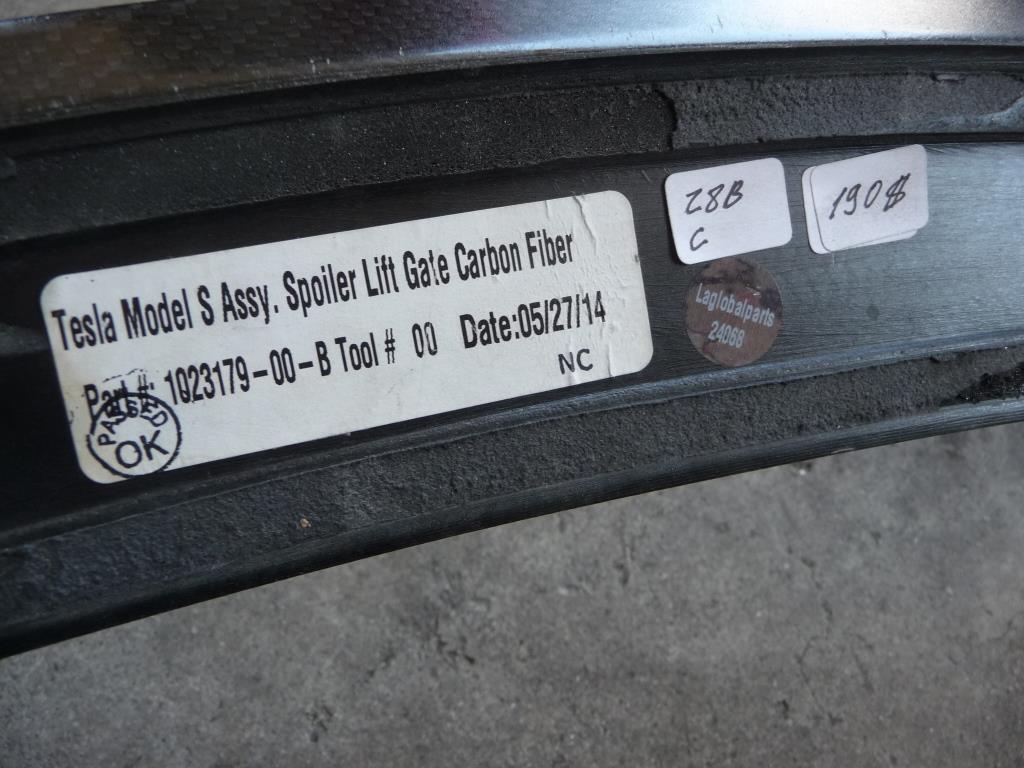 Tesla Model S Assy. Spoiler Lift Gate Carbon Fiber
Part #: 1023179-00-B Tool # 00 Date:05/27/14
NC
PASSED
OK
28B
C
190$
Laglobalparts
24068